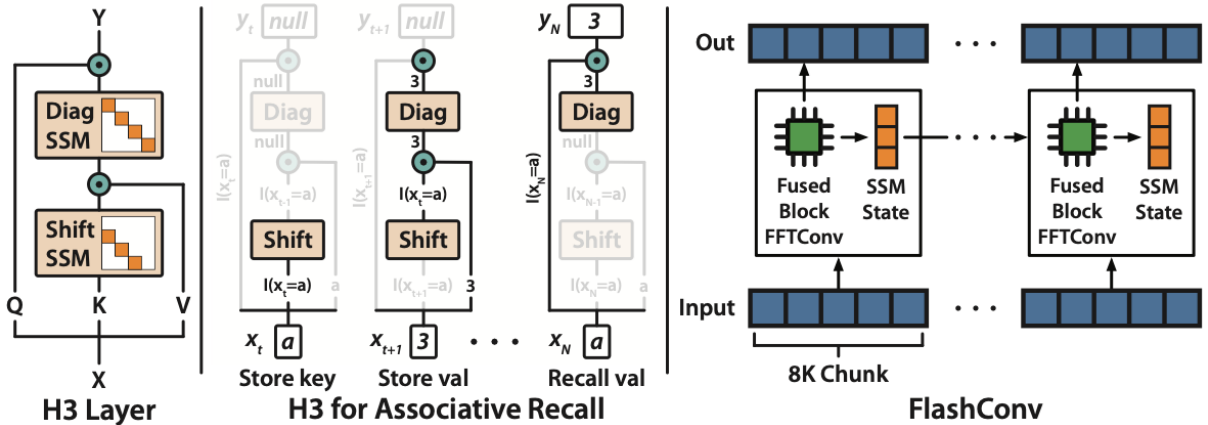 Y
Diag
SSM
Shift
SSM
Q K V
X
H3 Layer
y_t null
null
Diag
null
I(x_t=a)
I(x_{t-1}=a)
Shift
I(x_t=a)
a
x_t a
Store key
y_{t+1} null
3
Diag
3
I(x_{t+1}=a)
I(x_t=a)
Shift
I(x_{t+1}=a)
3
x_{t+1} 3
Store val
y_N 3
3
Diag
null
I(x_N=a)
I(x_{N-1}=a)
Shift
I(x_N=a)
a
x_N a
Recall val
H3 for Associative Recall
Out
Fused
Block
FFTConv
SSM
State
Fused
Block
FFTConv
SSM
State
Input
8K Chunk
FlashConv